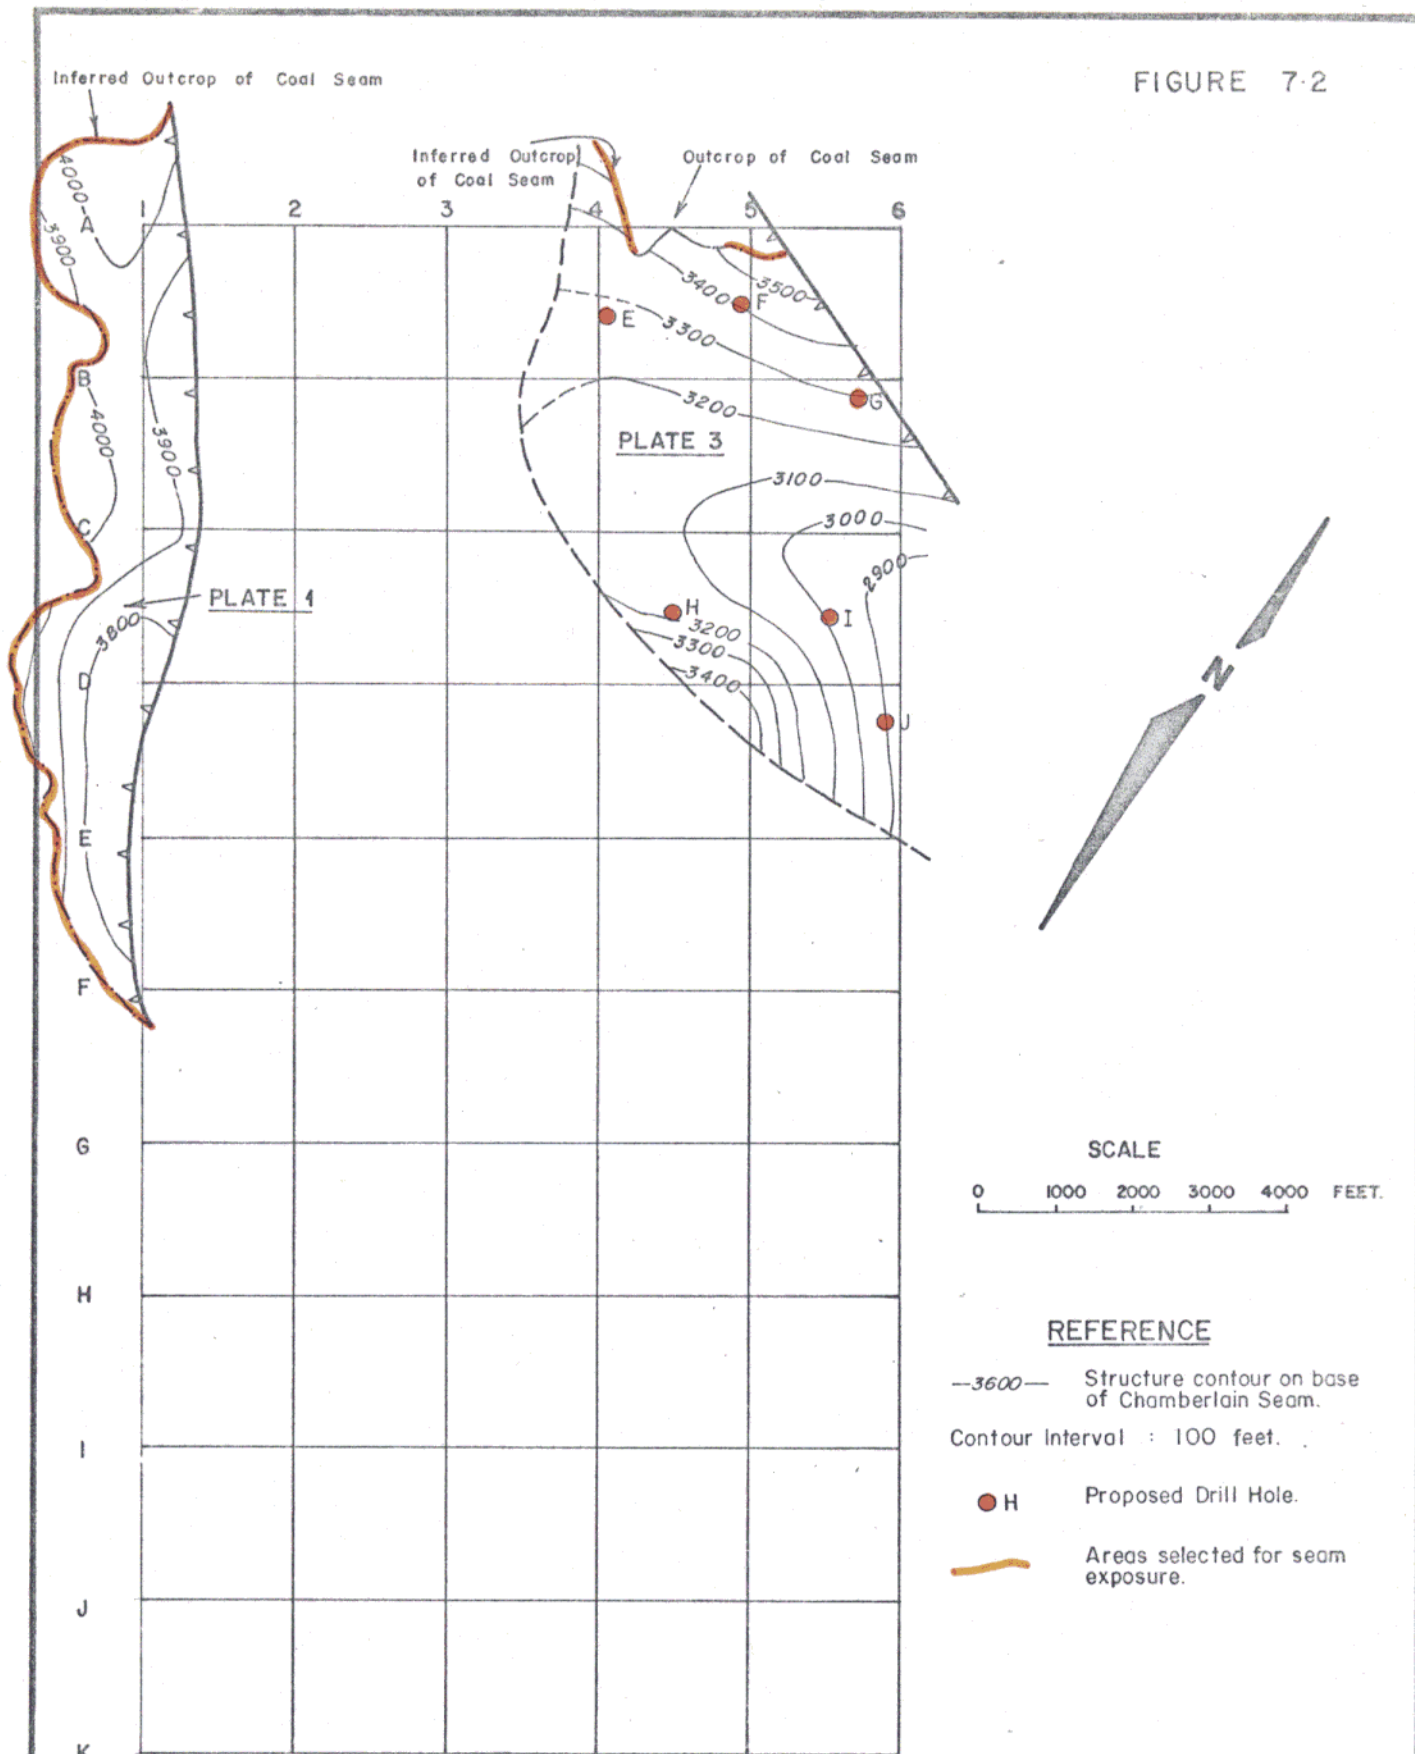 FIGURE 7·2
Inferred Outcrop of Coal Seam
Inferred Outcrop
of Coal Seam
Outcrop of Coal Seam
1 2 3 4 5 6
A
B
C
D
E
F
G
H
I
J
K
4000
3900
4000
3900
3800
PLATE 1
3500
3400
3300
3200
PLATE 3
3100
3000
2900
3200
3300
3400
E
F
G
H
I
J
N
SCALE
0 1000 2000 3000 4000 FEET.
REFERENCE
—3600— Structure contour on base
of Chamberlain Seam.
Contour Interval : 100 feet.
H Proposed Drill Hole.
Areas selected for seam
exposure.